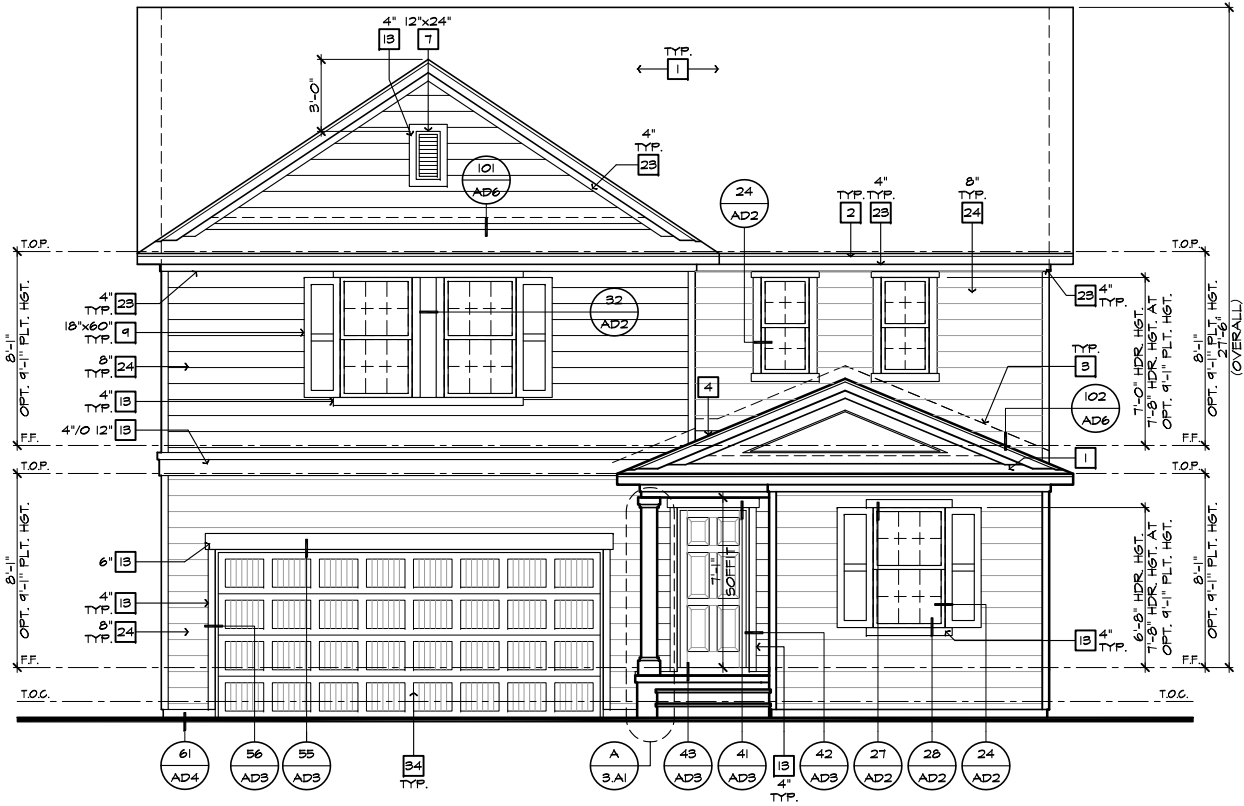 4" 12"x24"
13 7
TYP.
1
3'-0"
4"
TYP.
23
101
AD6
24
AD2
TYP.
2
4"
23
8"
TYP.
24
T.O.P.
T.O.P.
4"
TYP. 23
18"x60"
TYP. 9
8"
TYP. 24
4"
TYP. 13
4"/O 12" 13
32
AD2
23 4"
TYP.
TYP.
3
4
102
AD6
1
8'-1"
OPT. 9'-1" PLT. HGT.
7'-0" HDR. HGT.
7'-8" HDR. HGT. AT
OPT. 9'-1" PLT. HGT.
8'-1"
OPT. 9'-1" PLT. HGT.
27'-6"
(OVERALL)
F.F.
F.F.
T.O.P.
T.O.P.
8'-1"
OPT. 9'-1" PLT. HGT.
6" 13
4"
TYP. 13
8"
TYP. 24
7'-1"
SOFFIT
13 4"
TYP.
6'-8" HDR. HGT.
7'-8" HDR. HGT. AT
OPT. 9'-1" PLT. HGT.
8'-1"
OPT. 9'-1" PLT. HGT.
F.F.
F.F.
T.O.C.
T.O.C.
61
AD4
56
AD3
55
AD3
34
TYP.
A
3.A1
43
AD3
41
AD3
13
4"
TYP.
42
AD3
27
AD2
28
AD2
24
AD2